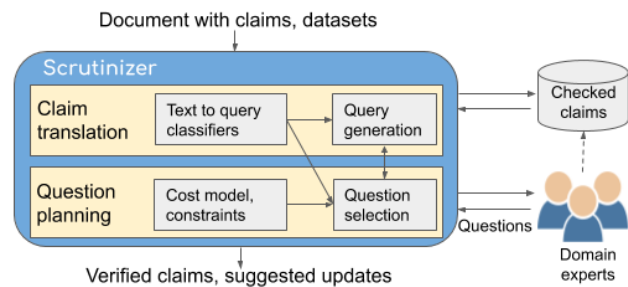 Document with claims, datasets
Scrutinizer
Claim
translation
Text to query
classifiers
Query
generation
Checked
claims
Question
planning
Cost model,
constraints
Question
selection
Questions
Domain
experts
Verified claims, suggested updates